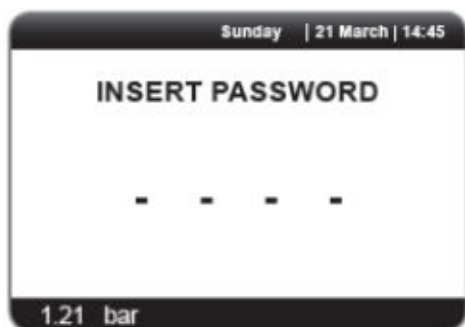 Sunday | 21 March | 14:45
INSERT PASSWORD
- - - -
1.21 bar